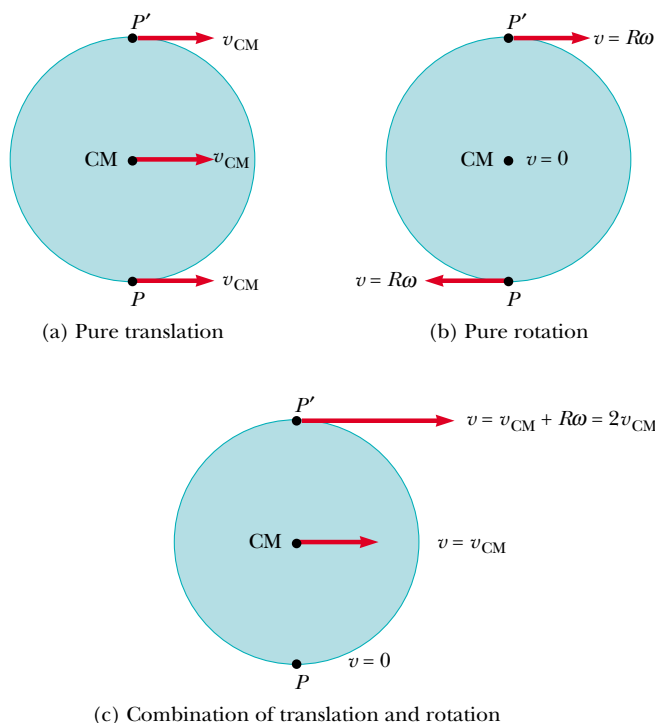 P′ v_CM
P′ v = Rω
CM v_CM
CM v = 0
P v_CM
v = Rω P
(a) Pure translation
(b) Pure rotation
P′ v = v_CM + Rω = 2v_CM
CM v = v_CM
P v = 0
(c) Combination of translation and rotation